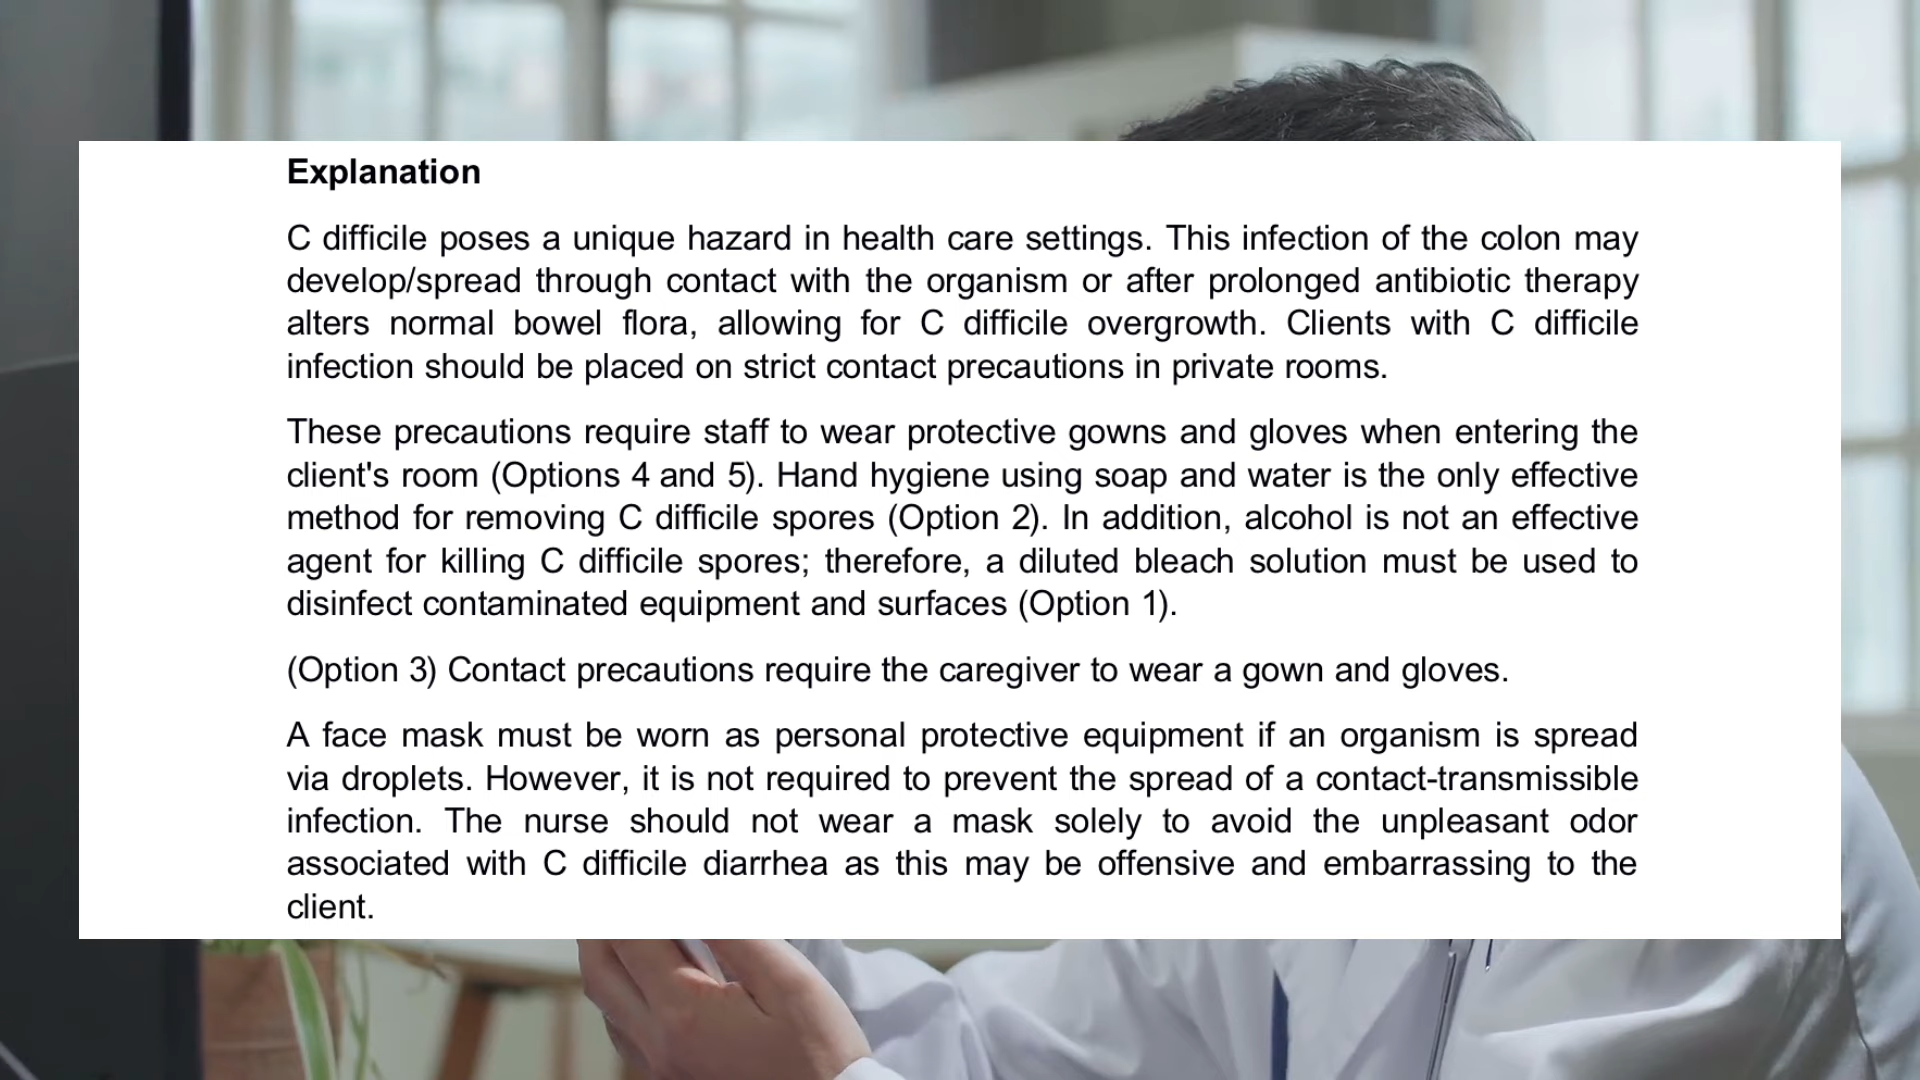 Explanation
C difficile poses a unique hazard in health care settings. This infection of the colon may
develop/spread through contact with the organism or after prolonged antibiotic therapy
alters normal bowel flora, allowing for C difficile overgrowth. Clients with C difficile
infection should be placed on strict contact precautions in private rooms.
These precautions require staff to wear protective gowns and gloves when entering the
client's room (Options 4 and 5). Hand hygiene using soap and water is the only effective
method for removing C difficile spores (Option 2). In addition, alcohol is not an effective
agent for killing C difficile spores; therefore, a diluted bleach solution must be used to
disinfect contaminated equipment and surfaces (Option 1).
(Option 3) Contact precautions require the caregiver to wear a gown and gloves.
A face mask must be worn as personal protective equipment if an organism is spread
via droplets. However, it is not required to prevent the spread of a contact-transmissible
infection. The nurse should not wear a mask solely to avoid the unpleasant odor
associated with C difficile diarrhea as this may be offensive and embarrassing to the
client.